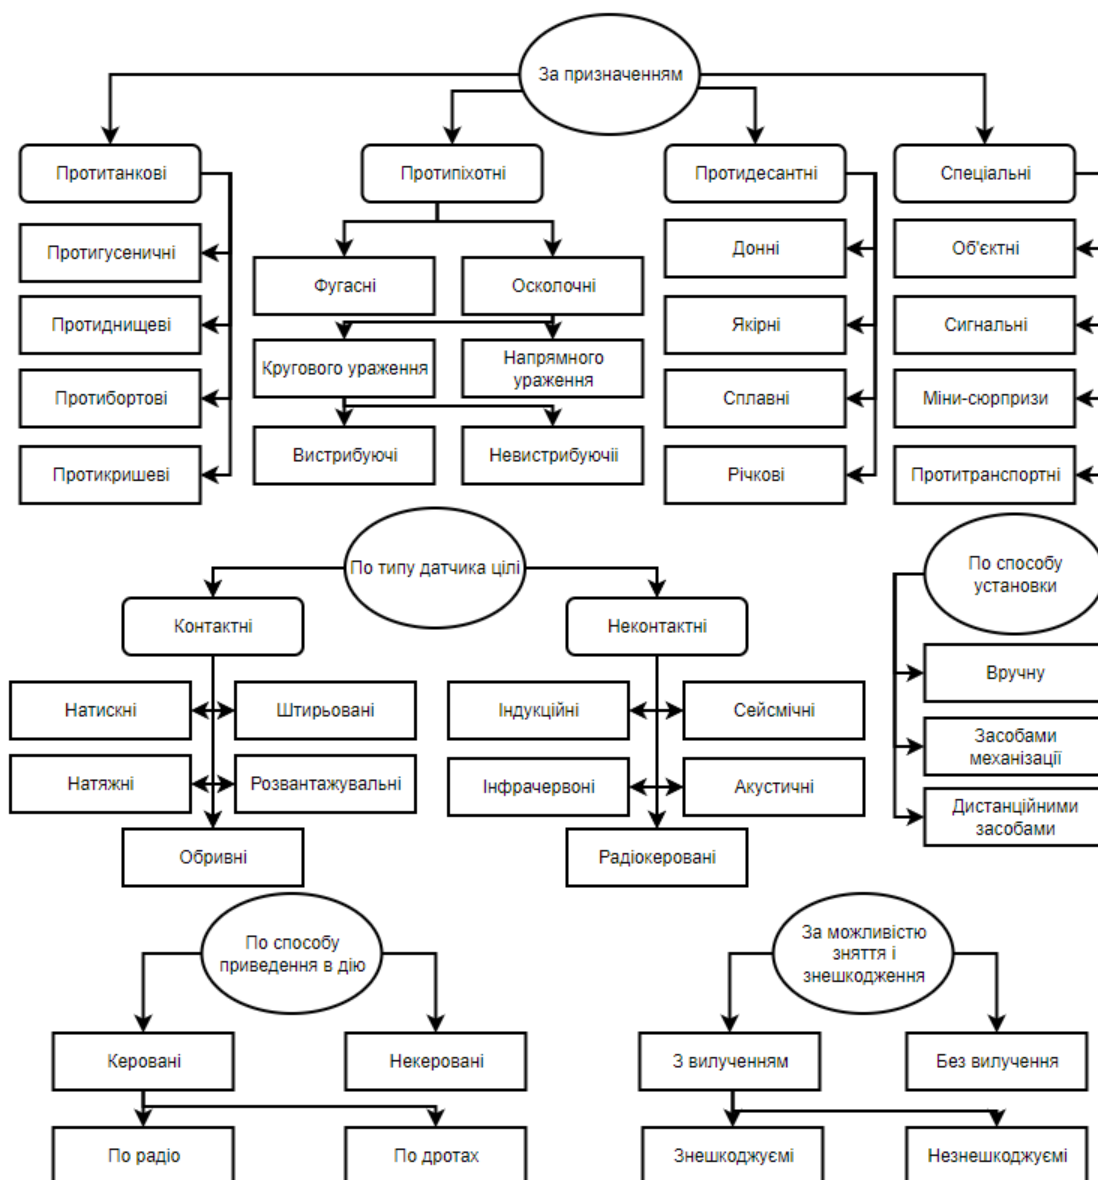 За призначенням
Протитанкові
Протипіхотні
Протидесантні
Спеціальні
Протигусеничні
Фугасні
Осколочні
Донні
Об'єктні
Протиднищеві
Якірні
Сигнальні
Кругового ураження
Напрямного
ураження
Протибортові
Сплавні
Міни-сюрпризи
Вистрибуючі
Невистрибуючіі
Протикришеві
Річкові
Протитранспортні
По типу датчика цілі
По способу
установки
Контактні
Неконтактні
Вручну
Натискні
Штирьовані
Індукційні
Сейсмічні
Засобами
механізації
Натяжні
Розвантажувальні
Інфрачервоні
Акустичні
Дистанційними
засобами
Обривні
Радіокеровані
По способу
приведення в дію
За можливістю
зняття і
знешкодження
Керовані
Некеровані
З вилученням
Без вилучення
По радіо
По дротах
Знешкоджуємі
Незнешкоджуємі